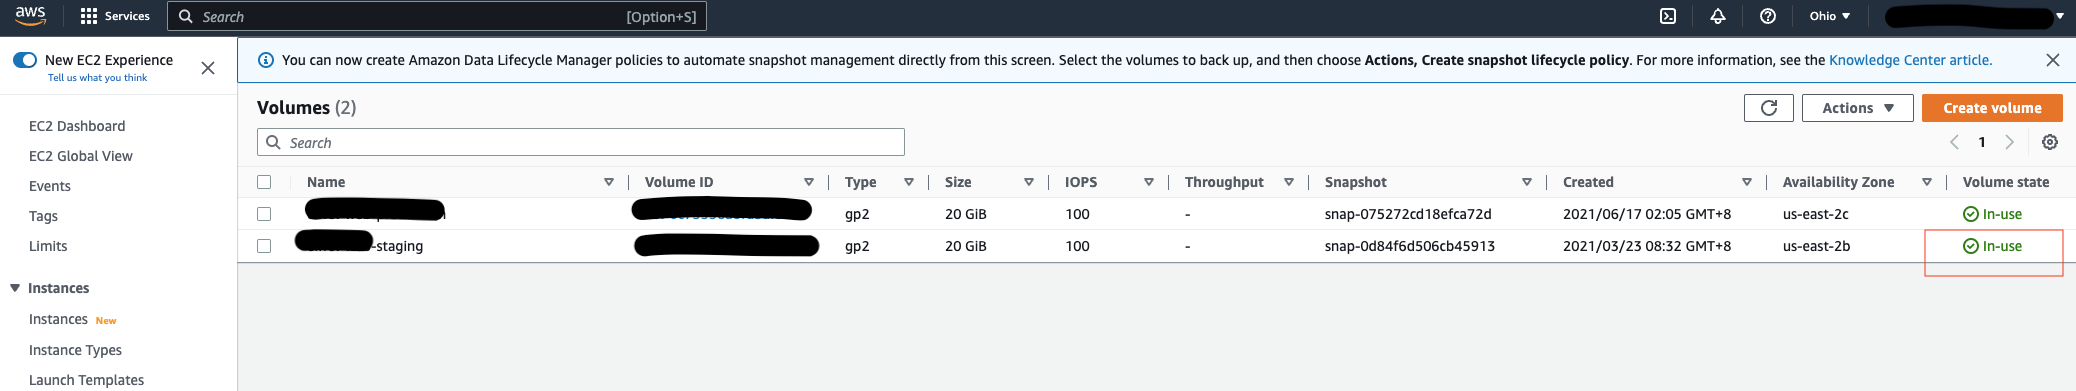 aws Services Search [Option+S] Ohio
New EC2 Experience
Tell us what you think
You can now create Amazon Data Lifecycle Manager policies to automate snapshot management directly from this screen. Select the volumes to back up, and then choose Actions, Create snapshot lifecycle policy. For more information, see the Knowledge Center article.
EC2 Dashboard
EC2 Global View
Events
Tags
Limits
Instances
Instances New
Instance Types
Launch Templates
Volumes (2) Actions Create volume
Search 1
Name Volume ID Type Size IOPS Throughput Snapshot Created Availability Zone Volume state
gp2 20 GiB 100 - snap-075272cd18efca72d 2021/06/17 02:05 GMT+8 us-east-2c In-use
-staging gp2 20 GiB 100 - snap-0d84f6d506cb45913 2021/03/23 08:32 GMT+8 us-east-2b In-use